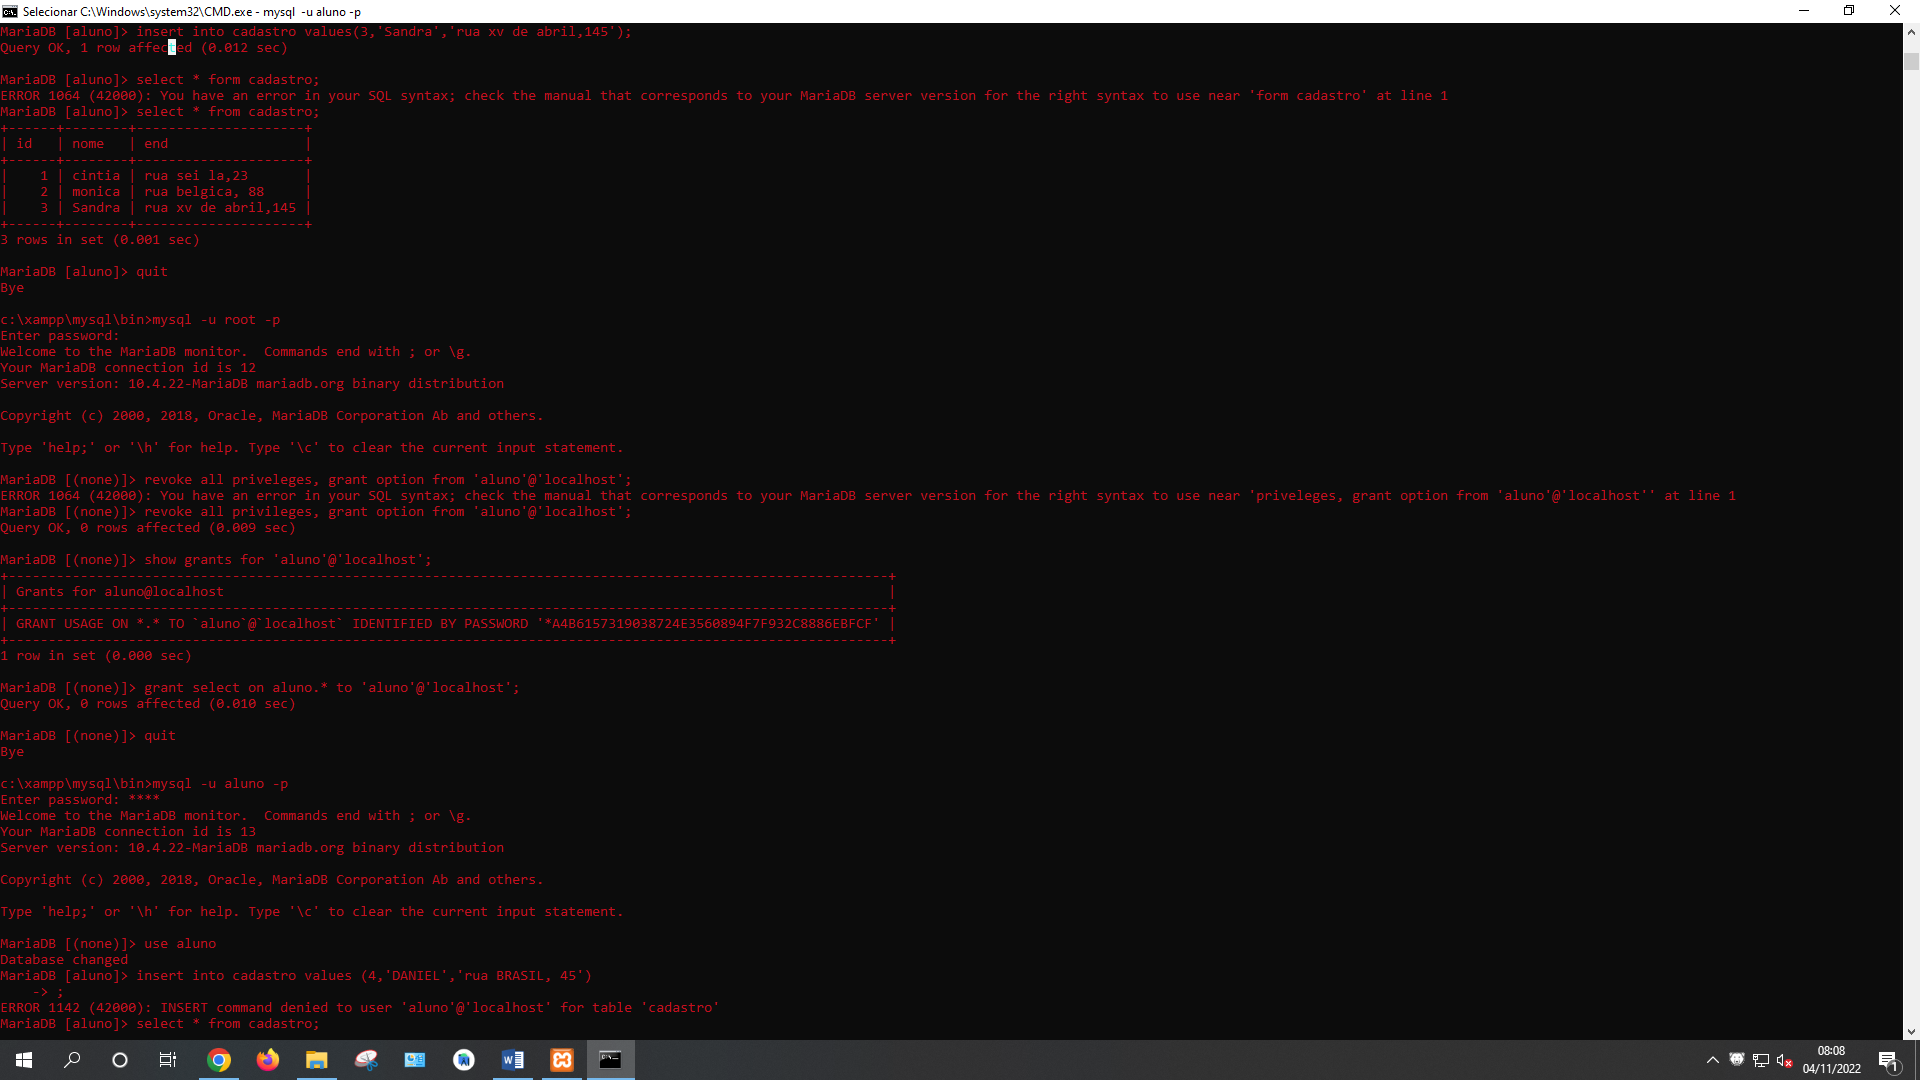 Selecionar C:\Windows\system32\CMD.exe - mysql  -u aluno -p
MariaDB [aluno]> insert into cadastro values(3,'Sandra','rua xv de abril,145');
Query OK, 1 row affected (0.012 sec)
MariaDB [aluno]> select * form cadastro;
ERROR 1064 (42000): You have an error in your SQL syntax; check the manual that corresponds to your MariaDB server version for the right syntax to use near 'form cadastro' at line 1
MariaDB [aluno]> select * from cadastro;
+------+--------+---------------------+
| id   | nome   | end                 |
+------+--------+---------------------+
|    1 | cintia | rua sei la,23       |
|    2 | monica | rua belgica, 88     |
|    3 | Sandra | rua xv de abril,145 |
+------+--------+---------------------+
3 rows in set (0.001 sec)
MariaDB [aluno]> quit
Bye
c:\xampp\mysql\bin>mysql -u root -p
Enter password:
Welcome to the MariaDB monitor.  Commands end with ; or \g.
Your MariaDB connection id is 12
Server version: 10.4.22-MariaDB mariadb.org binary distribution
Copyright (c) 2000, 2018, Oracle, MariaDB Corporation Ab and others.
Type 'help;' or '\h' for help. Type '\c' to clear the current input statement.
MariaDB [(none)]> revoke all priveleges, grant option from 'aluno'@'localhost';
ERROR 1064 (42000): You have an error in your SQL syntax; check the manual that corresponds to your MariaDB server version for the right syntax to use near 'priveleges, grant option from 'aluno'@'localhost'' at line 1
MariaDB [(none)]> revoke all privileges, grant option from 'aluno'@'localhost';
Query OK, 0 rows affected (0.009 sec)
MariaDB [(none)]> show grants for 'aluno'@'localhost';
+--------------------------------------------------------------------------------------------------------------+
| Grants for aluno@localhost                                                                                   |
+--------------------------------------------------------------------------------------------------------------+
| GRANT USAGE ON *.* TO `aluno`@`localhost` IDENTIFIED BY PASSWORD '*A4B6157319038724E3560894F7F932C8886EBFCF' |
+--------------------------------------------------------------------------------------------------------------+
1 row in set (0.000 sec)
MariaDB [(none)]> grant select on aluno.* to 'aluno'@'localhost';
Query OK, 0 rows affected (0.010 sec)
MariaDB [(none)]> quit
Bye
c:\xampp\mysql\bin>mysql -u aluno -p
Enter password: ****
Welcome to the MariaDB monitor.  Commands end with ; or \g.
Your MariaDB connection id is 13
Server version: 10.4.22-MariaDB mariadb.org binary distribution
Copyright (c) 2000, 2018, Oracle, MariaDB Corporation Ab and others.
Type 'help;' or '\h' for help. Type '\c' to clear the current input statement.
MariaDB [(none)]> use aluno
Database changed
MariaDB [aluno]> insert into cadastro values (4,'DANIEL','rua BRASIL, 45')
    -> ;
ERROR 1142 (42000): INSERT command denied to user 'aluno'@'localhost' for table 'cadastro'
MariaDB [aluno]> select * from cadastro;
08:08
04/11/2022
1